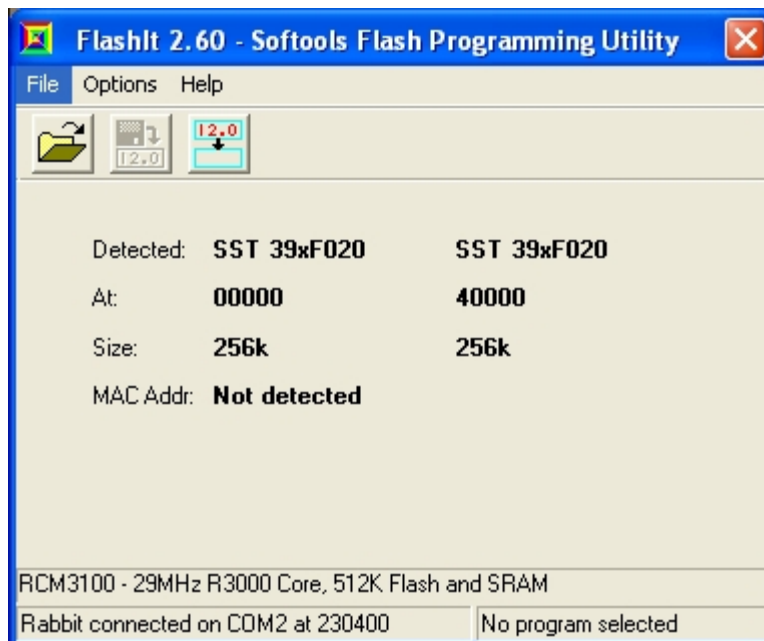 FlashIt 2.60 - Softools Flash Programming Utility
File Options Help
12.0 12.0
Detected: SST 39xF020 SST 39xF020
At: 00000 40000
Size: 256k 256k
MAC Addr: Not detected
RCM3100 - 29MHz R3000 Core, 512K Flash and SRAM
Rabbit connected on COM2 at 230400 No program selected